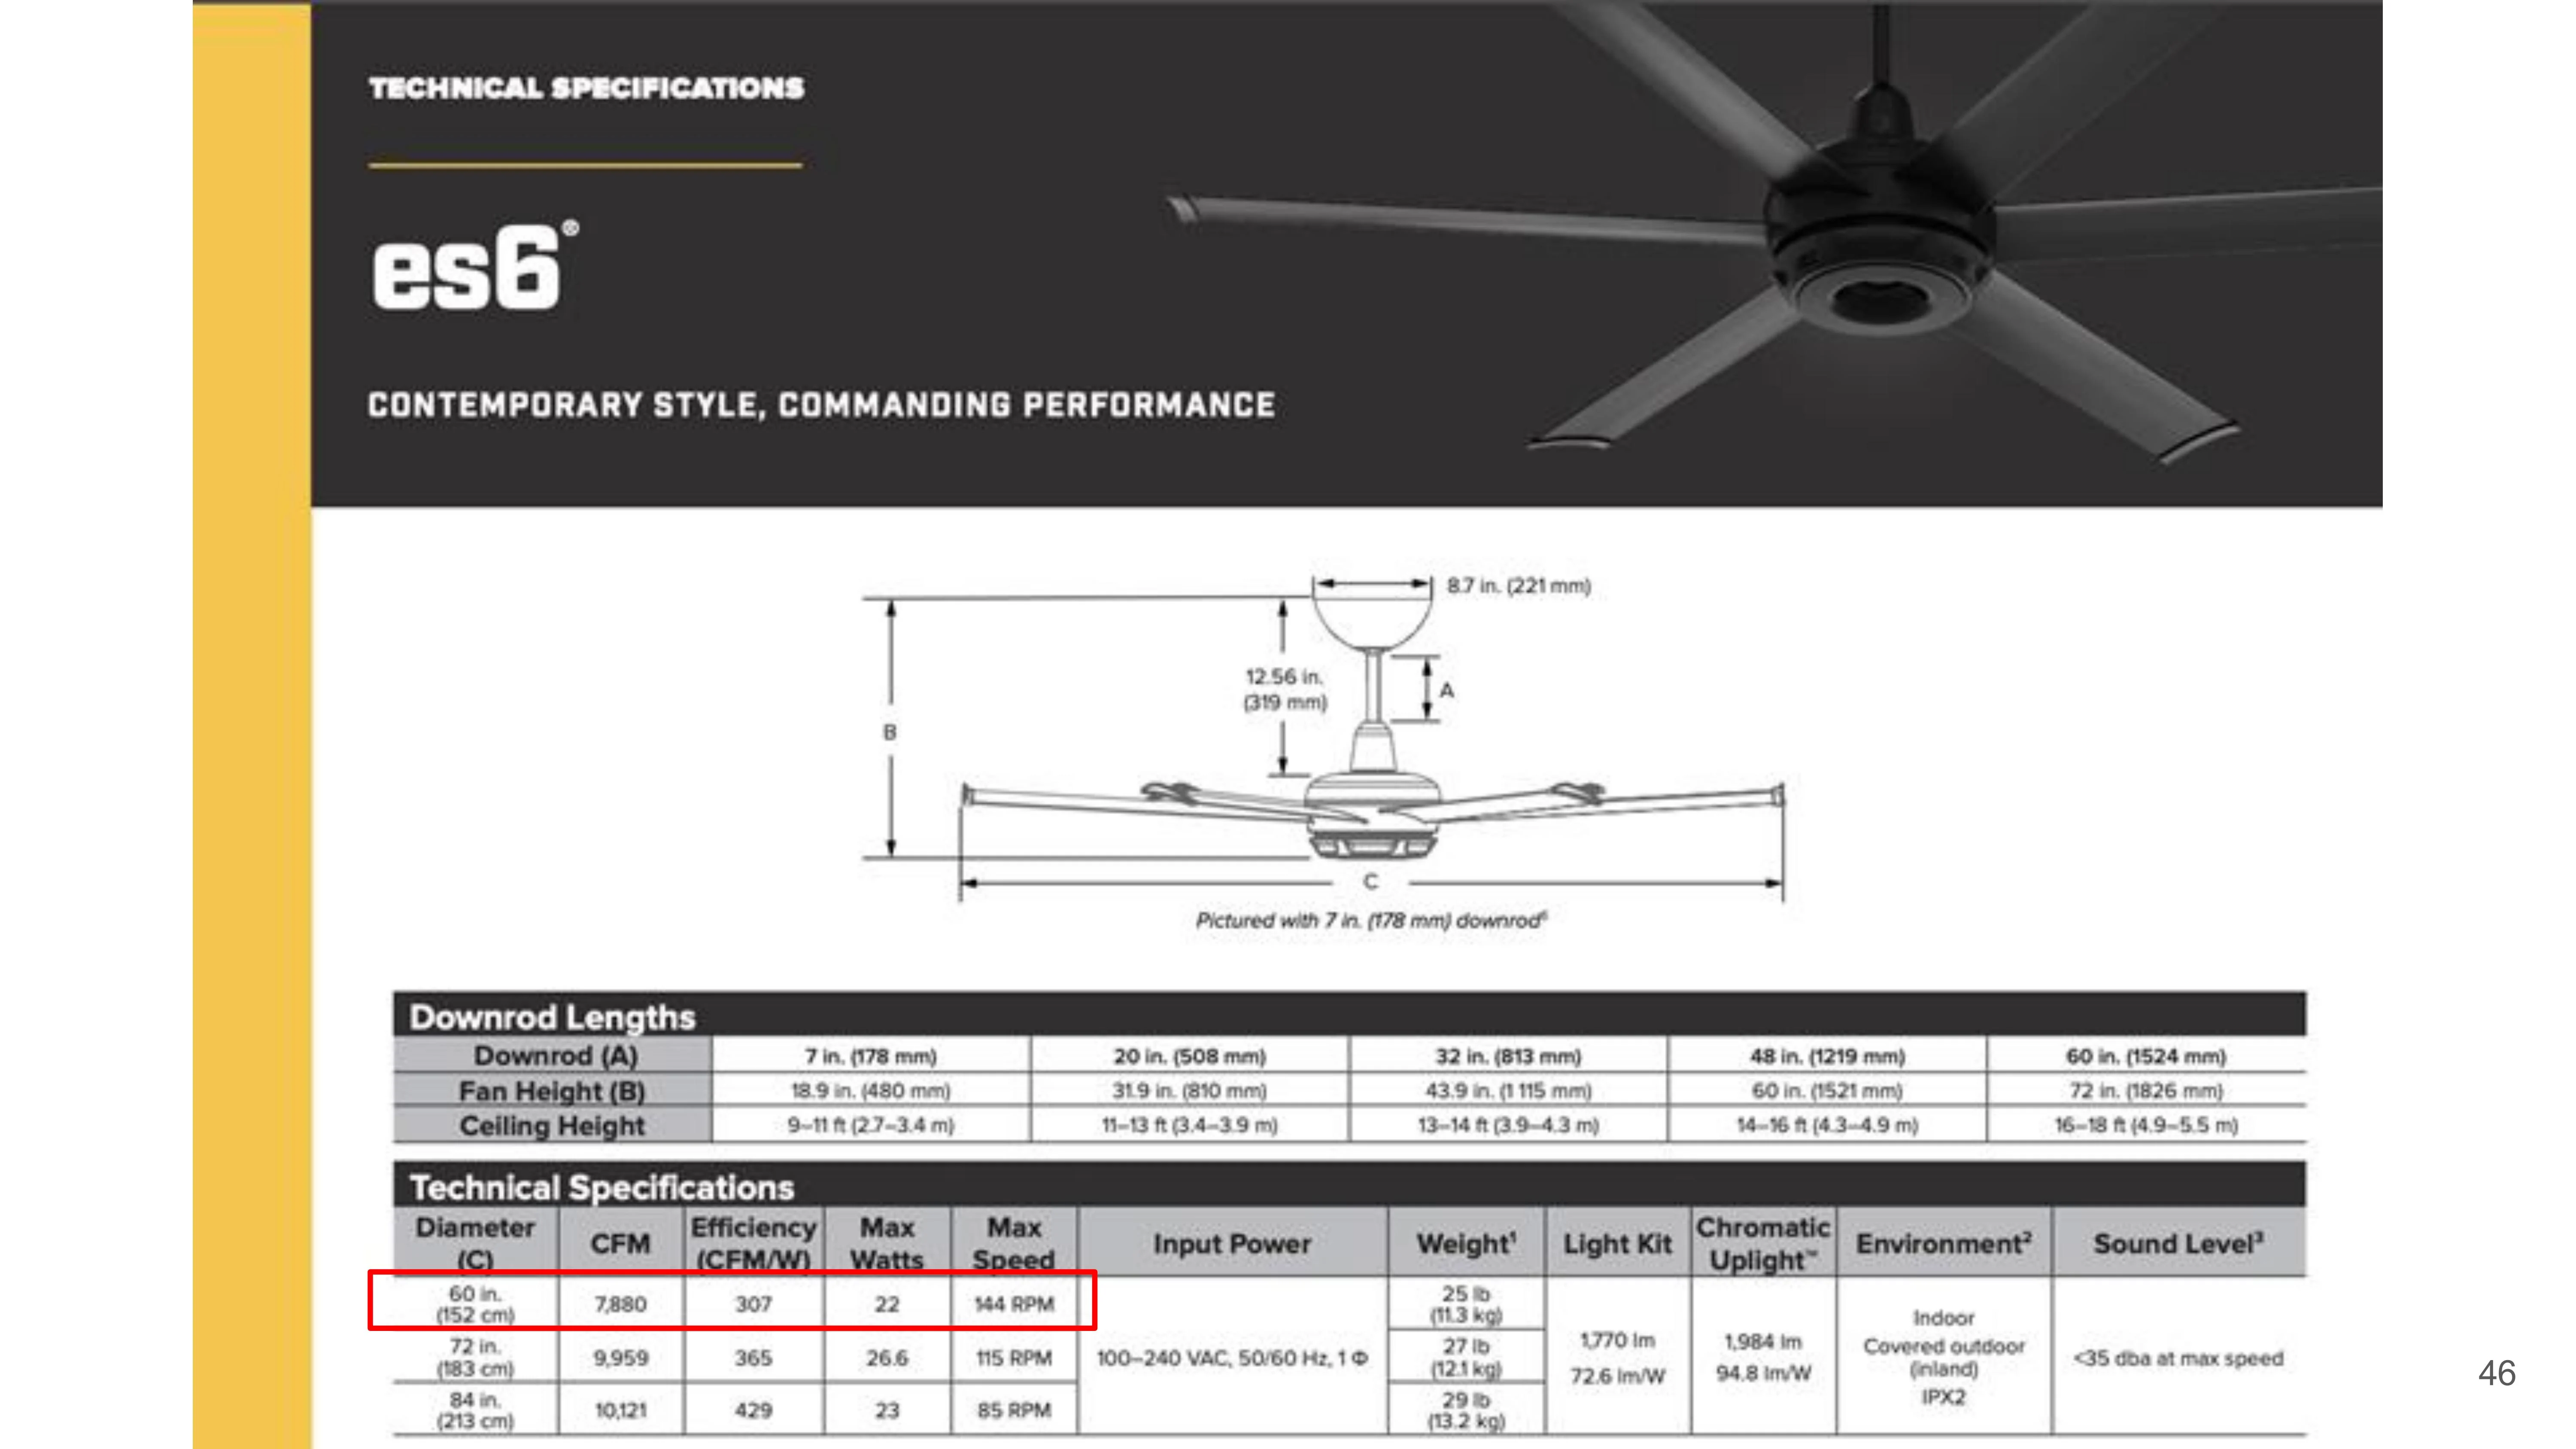 TECHNICAL SPECIFICATIONS
es6®
CONTEMPORARY STYLE, COMMANDING PERFORMANCE
8.7 in. (221 mm)
12.56 in.
(319 mm)
A
B
C
Pictured with 7 in. (178 mm) downrod⁶
Downrod Lengths
Downrod (A) 7 in. (178 mm) 20 in. (508 mm) 32 in. (813 mm) 48 in. (1219 mm) 60 in. (1524 mm)
Fan Height (B) 18.9 in. (480 mm) 31.9 in. (810 mm) 43.9 in. (1 115 mm) 60 in. (1521 mm) 72 in. (1826 mm)
Ceiling Height 9–11 ft (2.7–3.4 m) 11–13 ft (3.4–3.9 m) 13–14 ft (3.9–4.3 m) 14–16 ft (4.3–4.9 m) 16–18 ft (4.9–5.5 m)
Technical Specifications
Diameter (C) CFM Efficiency (CFM/W) Max Watts Max Speed Input Power Weight¹ Light Kit Chromatic Uplight™ Environment² Sound Level³
60 in. (152 cm) 7,880 307 22 144 RPM 25 lb (11.3 kg)
72 in. (183 cm) 9,959 365 26.6 115 RPM 27 lb (12.1 kg)
84 in. (213 cm) 10,121 429 23 85 RPM 29 lb (13.2 kg)
100–240 VAC, 50/60 Hz, 1 Φ
1,770 lm
72.6 lm/W
1,984 lm
94.8 lm/W
Indoor
Covered outdoor
(inland)
IPX2
<35 dba at max speed
46